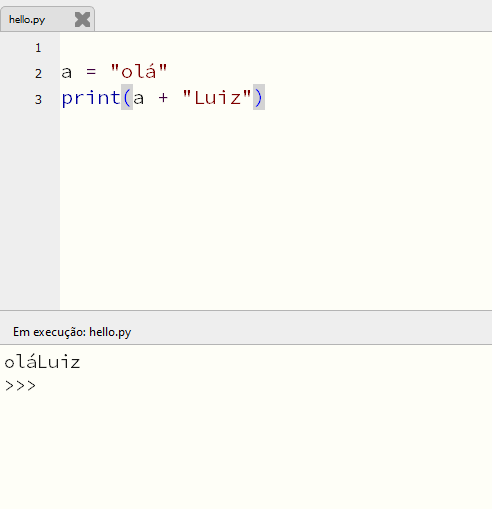 hello.py
1
2 a = "olá"
3 print(a + "Luiz")
Em execução: hello.py
oláLuiz
>>>